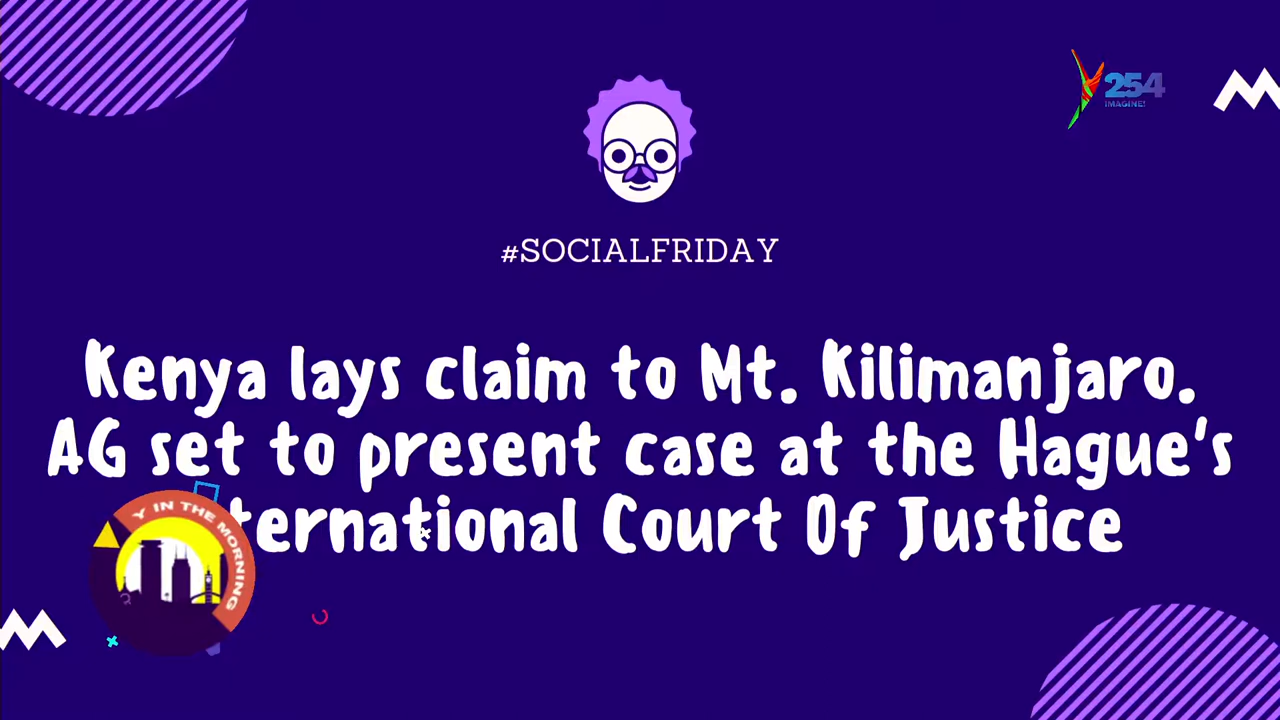 254
IMAGINE!
#SOCIALFRIDAY
Kenya lays claim to Mt. Kilimanjaro.
AG set to present case at the Hague's
ternational Court Of Justice
Y IN THE MORNING